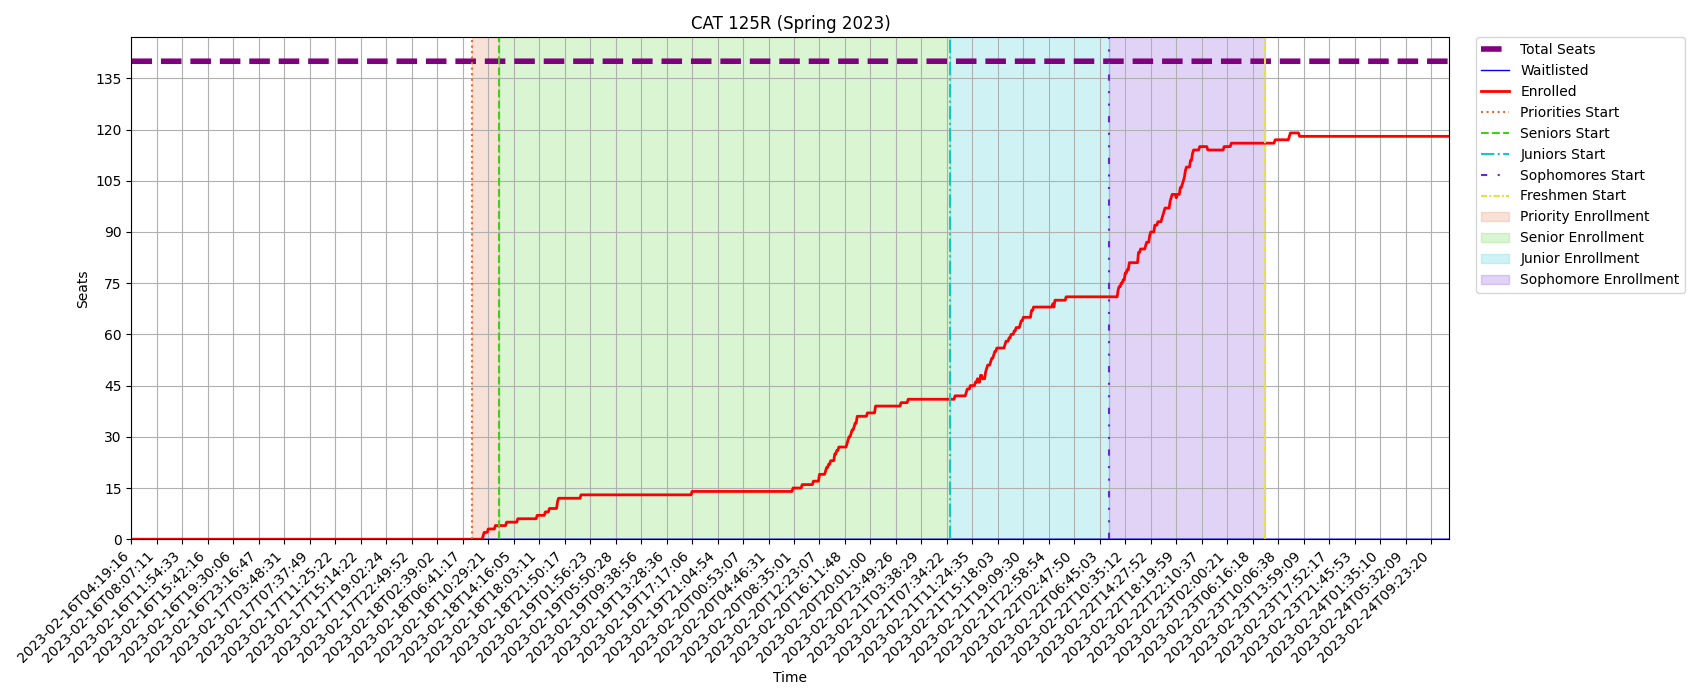 CAT 125R (Spring 2023)
Seats
135
120
105
90
75
60
45
30
15
0
2023-02-16T04:19:16
2023-02-16T08:07:11
2023-02-16T11:54:33
2023-02-16T15:42:16
2023-02-16T19:30:06
2023-02-16T23:16:47
2023-02-17T03:48:31
2023-02-17T07:37:49
2023-02-17T11:25:22
2023-02-17T15:14:22
2023-02-17T19:02:24
2023-02-17T22:49:52
2023-02-18T02:39:02
2023-02-18T06:41:17
2023-02-18T10:29:21
2023-02-18T14:16:05
2023-02-18T18:03:11
2023-02-18T21:50:17
2023-02-19T01:56:23
2023-02-19T05:50:28
2023-02-19T09:38:56
2023-02-19T13:28:36
2023-02-19T17:17:06
2023-02-19T21:04:54
2023-02-20T00:53:07
2023-02-20T04:46:31
2023-02-20T08:35:01
2023-02-20T12:23:07
2023-02-20T16:11:48
2023-02-20T20:01:00
2023-02-20T23:49:26
2023-02-21T03:38:29
2023-02-21T07:34:22
2023-02-21T11:24:35
2023-02-21T15:18:03
2023-02-21T19:09:30
2023-02-21T22:58:54
2023-02-22T02:47:50
2023-02-22T06:45:03
2023-02-22T10:35:12
2023-02-22T14:27:52
2023-02-22T18:19:59
2023-02-22T22:10:37
2023-02-23T02:00:21
2023-02-23T06:16:18
2023-02-23T10:06:38
2023-02-23T13:59:09
2023-02-23T17:52:17
2023-02-23T21:45:53
2023-02-24T01:35:10
2023-02-24T05:32:09
2023-02-24T09:23:20
Time
Total Seats
Waitlisted
Enrolled
Priorities Start
Seniors Start
Juniors Start
Sophomores Start
Freshmen Start
Priority Enrollment
Senior Enrollment
Junior Enrollment
Sophomore Enrollment